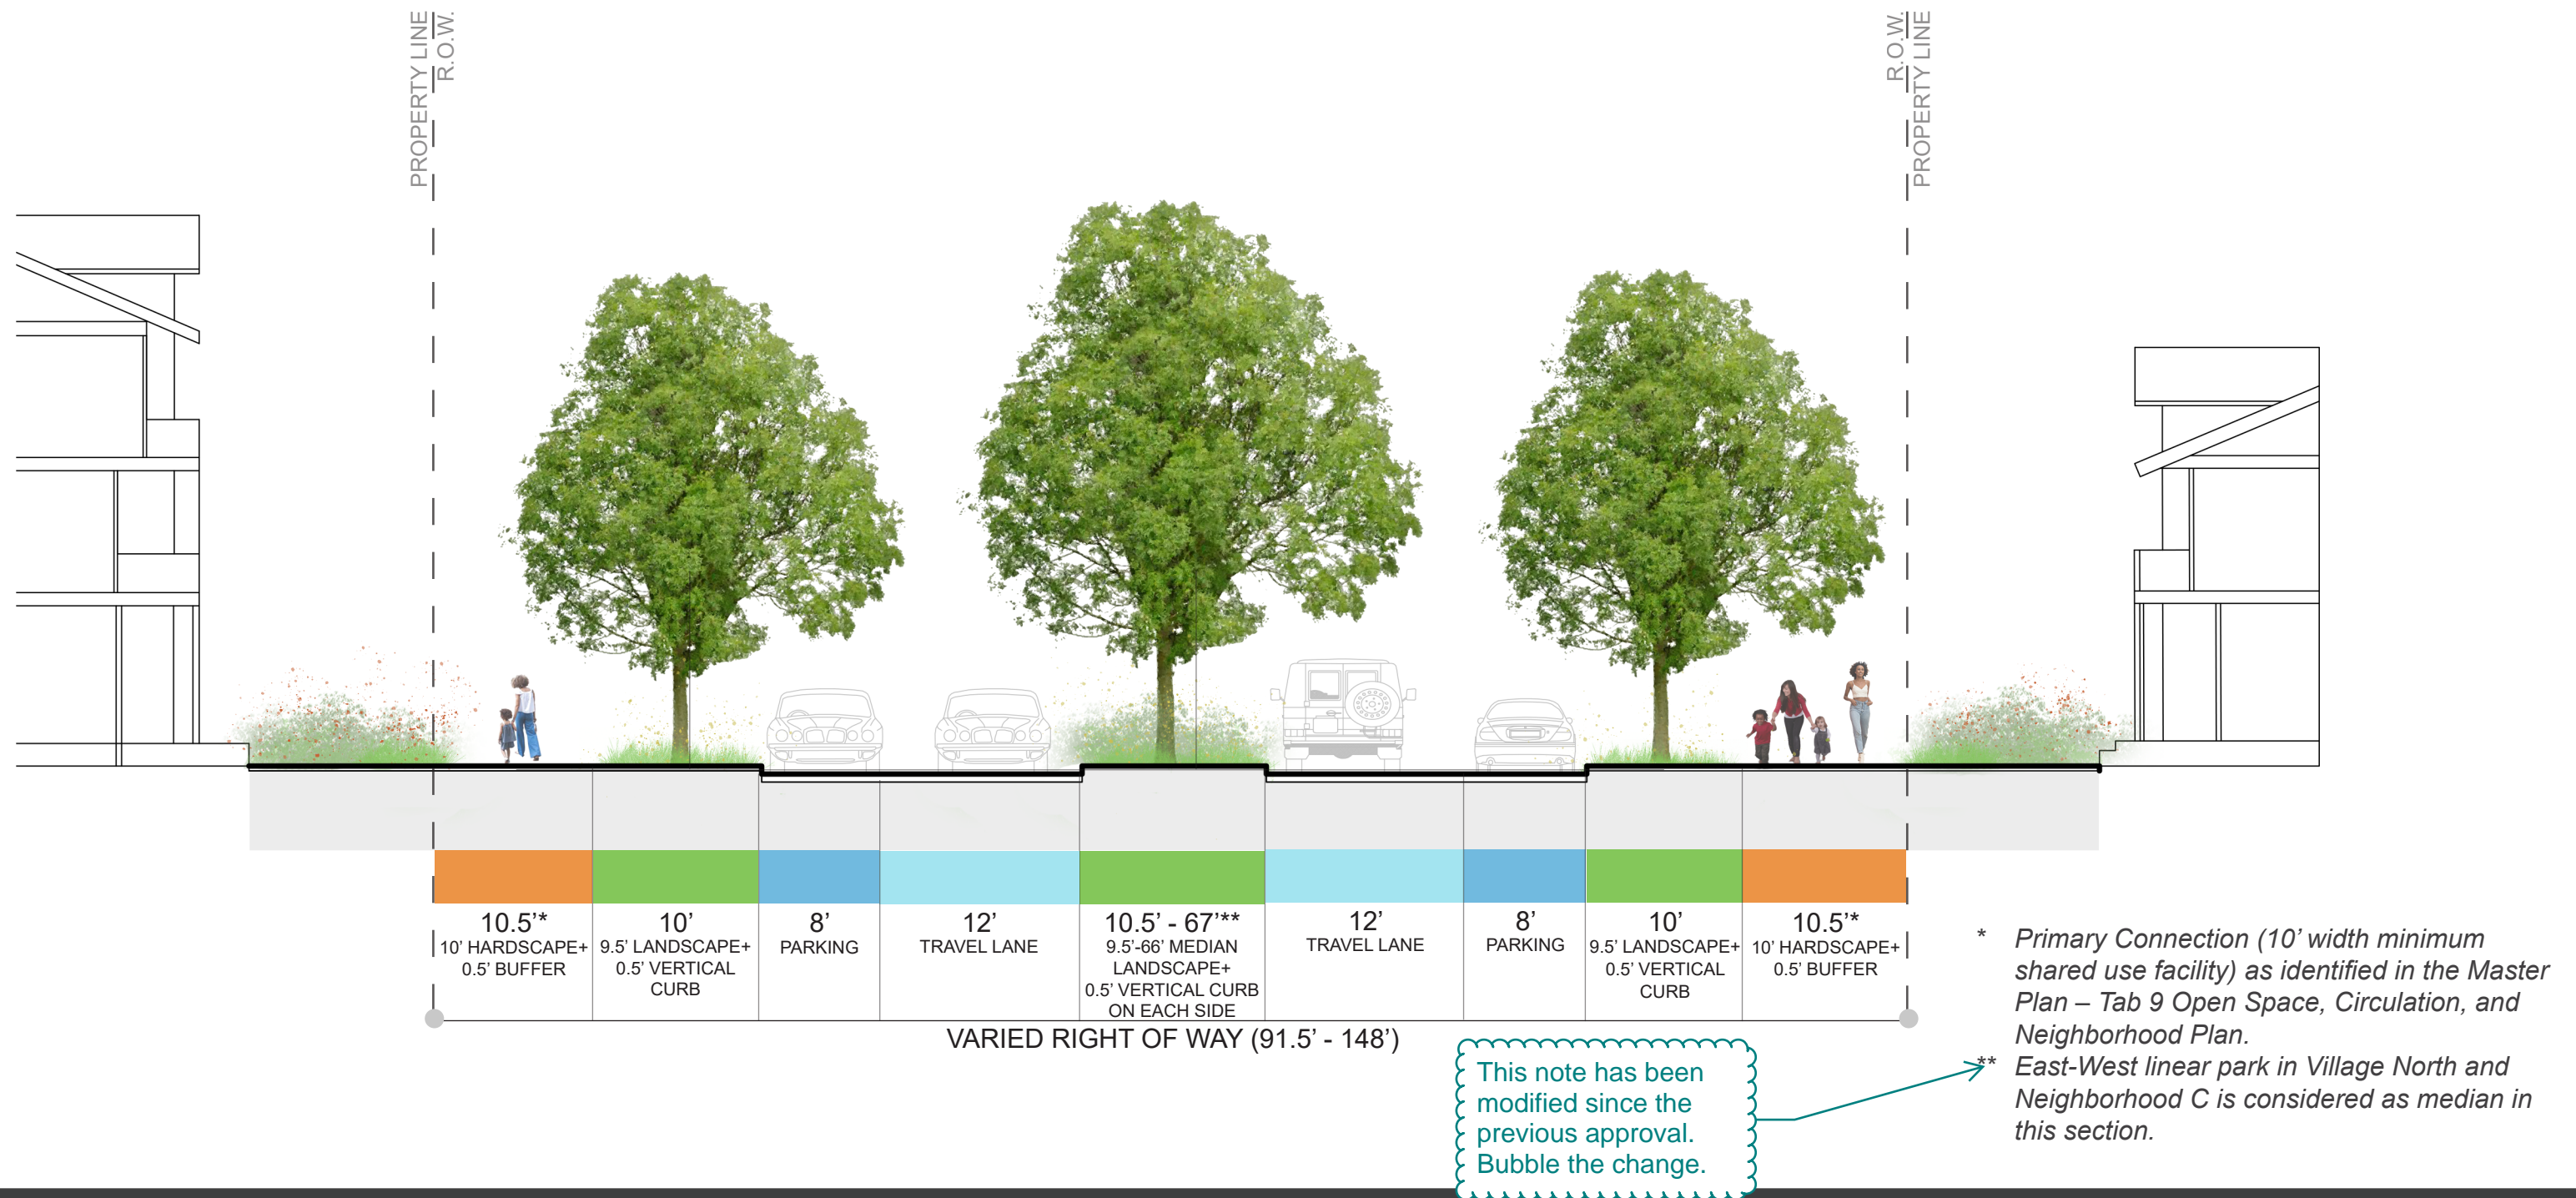 PROPERTY LINE
R.O.W.
R.O.W.
PROPERTY LINE
10.5'*
10' HARDSCAPE+
0.5' BUFFER
10'
9.5' LANDSCAPE+
0.5' VERTICAL
CURB
8'
PARKING
12'
TRAVEL LANE
10.5' - 67'**
9.5'-66' MEDIAN
LANDSCAPE+
0.5' VERTICAL CURB
ON EACH SIDE
12'
TRAVEL LANE
8'
PARKING
10'
9.5' LANDSCAPE+
0.5' VERTICAL
CURB
10.5'*
10' HARDSCAPE+
0.5' BUFFER
VARIED RIGHT OF WAY (91.5' - 148')
* Primary Connection (10' width minimum
shared use facility) as identified in the Master
Plan – Tab 9 Open Space, Circulation, and
Neighborhood Plan.
** East-West linear park in Village North and
Neighborhood C is considered as median in
this section.
This note has been
modified since the
previous approval.
Bubble the change.